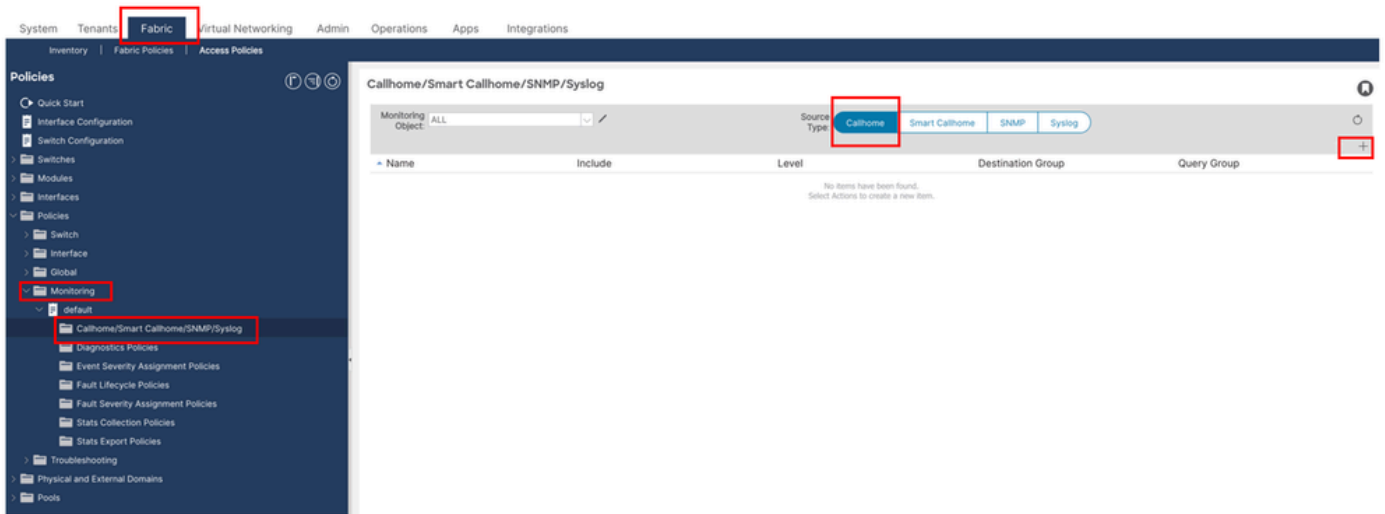 System Tenants Fabric Virtual Networking Admin Operations Apps Integrations
Inventory | Fabric Policies | Access Policies
Policies
Quick Start
Interface Configuration
Switch Configuration
Switches
Modules
Interfaces
Policies
Switch
Interface
Global
Monitoring
default
Callhome/Smart Callhome/SNMP/Syslog
Diagnostics Policies
Event Severity Assignment Policies
Fault Lifecycle Policies
Fault Severity Assignment Policies
Stats Collection Policies
Stats Export Policies
Troubleshooting
Physical and External Domains
Pools
Callhome/Smart Callhome/SNMP/Syslog
Monitoring
Object: ALL
Source
Type: Callhome Smart Callhome SNMP Syslog
Name Include Level Destination Group Query Group
No items have been found.
Select Actions to create a new item.